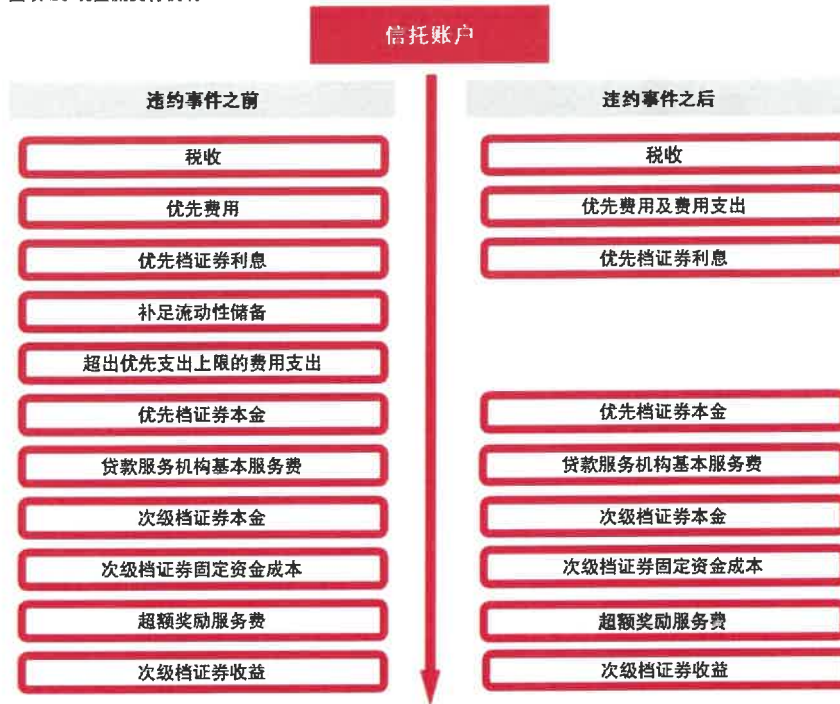 信托账户
违约事件之前
税收
优先费用
优先档证券利息
补足流动性储备
超出优先支出上限的费用支出
优先档证券本金
贷款服务机构基本服务费
次级档证券本金
次级档证券固定资金成本
超额奖励服务费
次级档证券收益
违约事件之后
税收
优先费用及费用支出
优先档证券利息
优先档证券本金
贷款服务机构基本服务费
次级档证券本金
次级档证券固定资金成本
超额奖励服务费
次级档证券收益